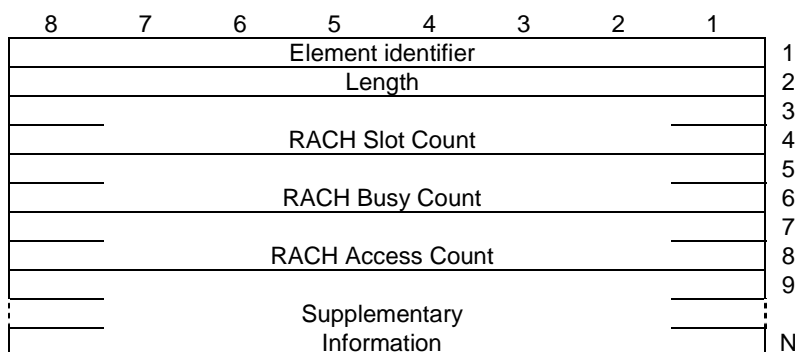 8 7 6 5 4 3 2 1
Element identifier 1
Length 2
3
RACH Slot Count 4
5
RACH Busy Count 6
7
RACH Access Count 8
9
Supplementary
Information N